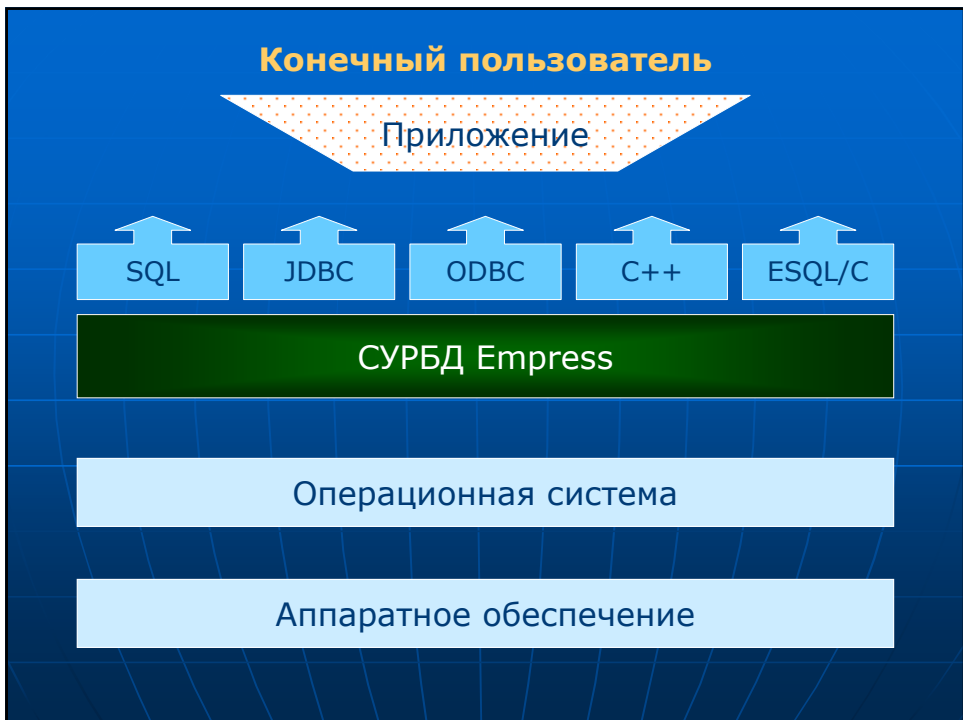 Конечный пользователь
Приложение
SQL
JDBC
ODBC
C++
ESQL/C
СУРБД Empress
Операционная система
Аппаратное обеспечение